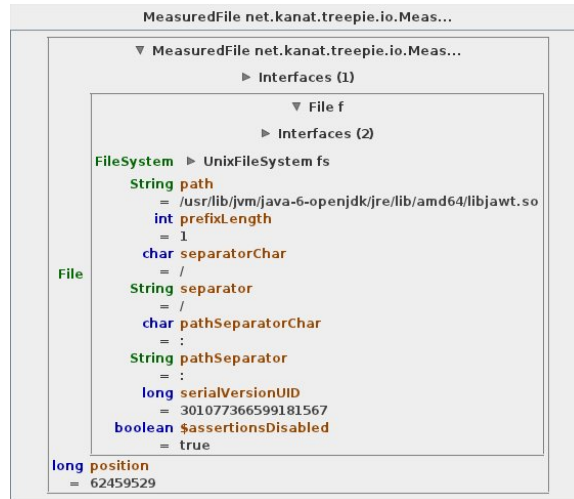 MeasuredFile net.kanat.treepie.io.Meas...
▼ MeasuredFile net.kanat.treepie.io.Meas...
▶ Interfaces (1)
▼ File f
▶ Interfaces (2)
FileSystem ▶ UnixFileSystem fs
String path
= /usr/lib/jvm/java-6-openjdk/jre/lib/amd64/libjawt.so
int prefixLength
= 1
char separatorChar
= /
File
String separator
= /
char pathSeparatorChar
= :
String pathSeparator
= :
long serialVersionUID
= 301077366599181567
boolean $assertionsDisabled
= true
long position
= 62459529